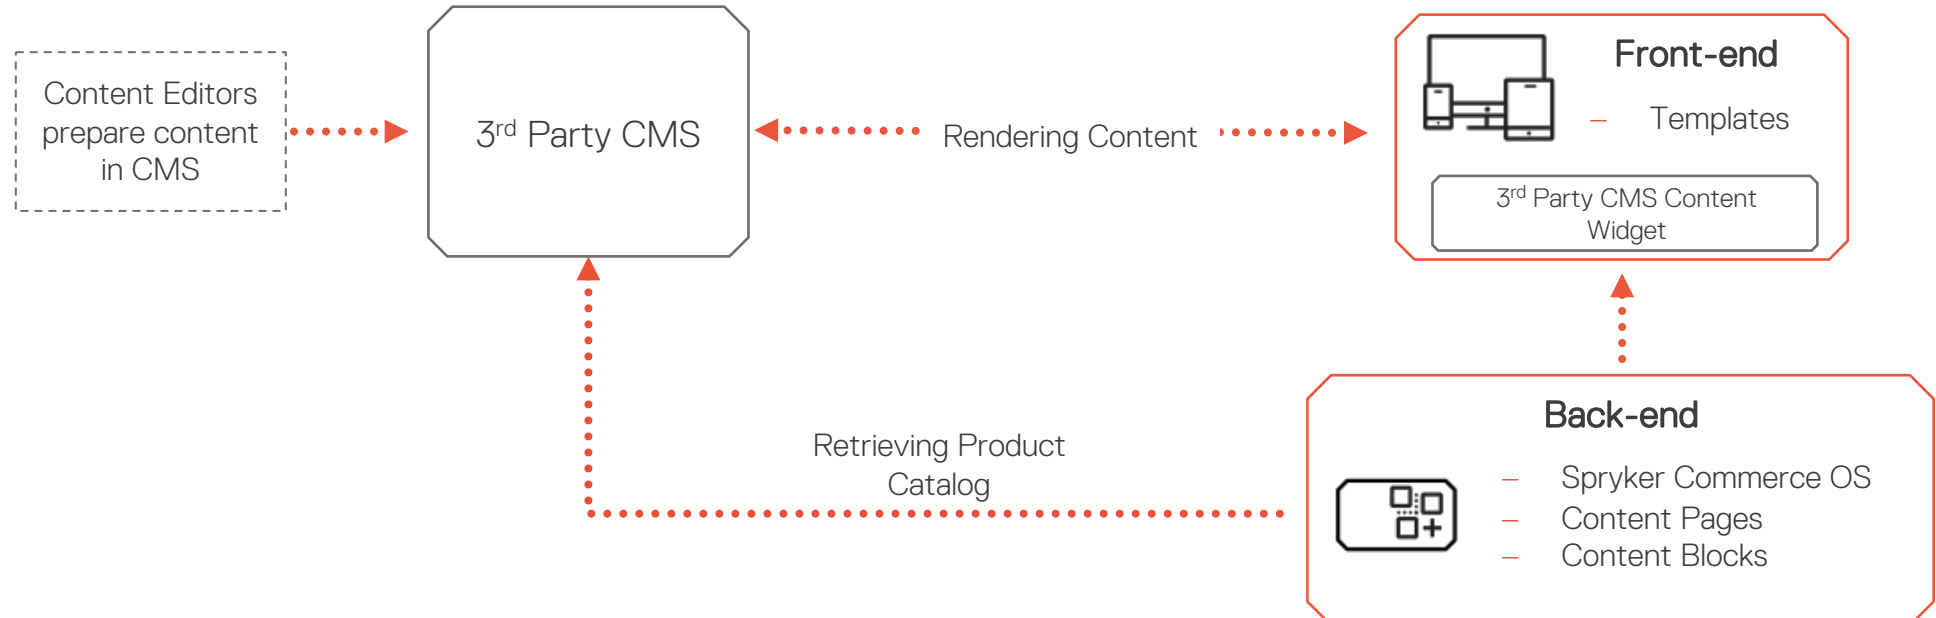 Content Editors
prepare content
in CMS
3rd Party CMS
Rendering Content
Front-end
– Templates
3rd Party CMS Content
Widget
Retrieving Product
Catalog
Back-end
– Spryker Commerce OS
– Content Pages
– Content Blocks